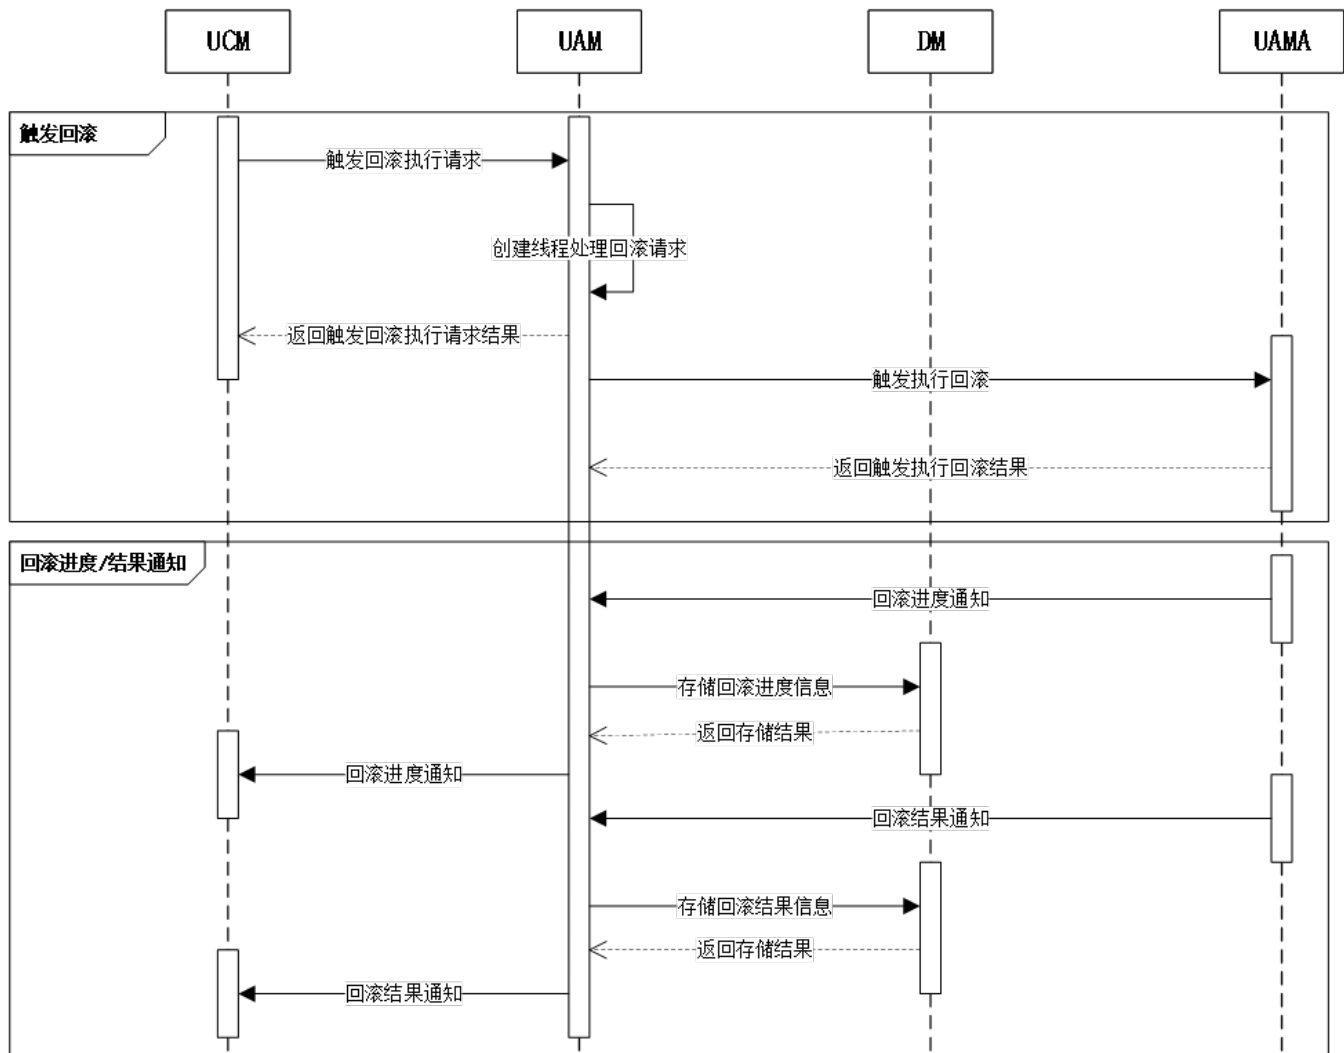 UCM
UAM
DM
UAMA
触发回滚
触发回滚执行请求
创建线程处理回滚请求
返回触发回滚执行请求结果
触发执行回滚
返回触发执行回滚结果
回滚进度/结果通知
回滚进度通知
存储回滚进度信息
返回存储结果
回滚进度通知
回滚结果通知
存储回滚结果信息
返回存储结果
回滚结果通知